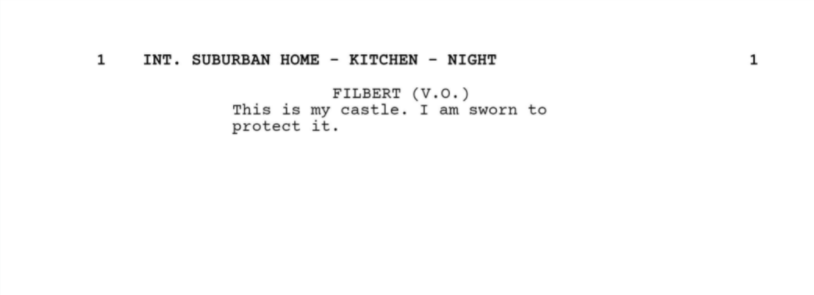 1 INT. SUBURBAN HOME - KITCHEN - NIGHT 1
FILBERT (V.O.)
This is my castle. I am sworn to
protect it.